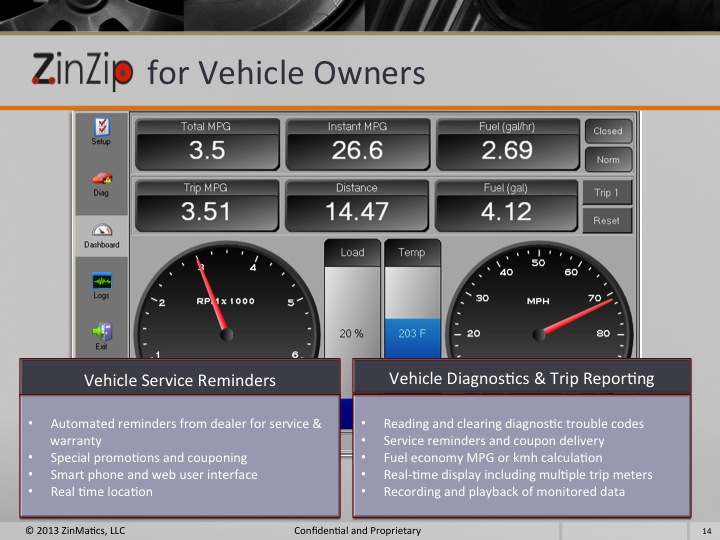 ZinZip for Vehicle Owners
Setup
Diag
Dashboard
Logs
Exit
Total MPG
3.5
Instant MPG
26.6
Fuel (gal/hr)
2.69
Closed
Norm
Trip MPG
3.51
Distance
14.47
Fuel (gal)
4.12
Trip 1
Reset
1
2
3
4
5
6
RPM x 1000
Load
20 %
Temp
203 F
20
30
40
50
60
70
80
MPH
Vehicle Service Reminders
• Automated reminders from dealer for service &
warranty
• Special promotions and couponing
• Smart phone and web user interface
• Real time location
Vehicle Diagnostics & Trip Reporting
• Reading and clearing diagnostic trouble codes
• Service reminders and coupon delivery
• Fuel economy MPG or kmh calculation
• Real-time display including multiple trip meters
• Recording and playback of monitored data
© 2013 ZinMatics, LLC
Confidential and Proprietary
14